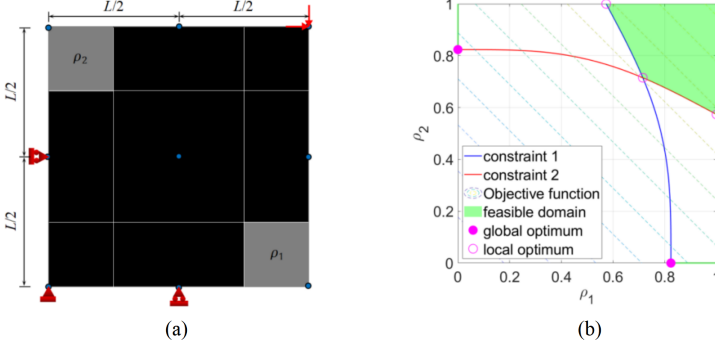 L/2 L/2
L/2
L/2
ρ2
ρ1
(a)
1
0.8
0.6
0.4
0.2
0
ρ2
constraint 1
constraint 2
Objective function
feasible domain
global optimum
local optimum
0 0.2 0.4 0.6 0.8 1
ρ1
(b)